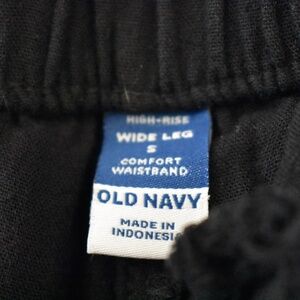 HIGH-RISE
WIDE LEG
S
COMFORT
WAISTBAND
OLD NAVY
MADE IN
INDONESIA